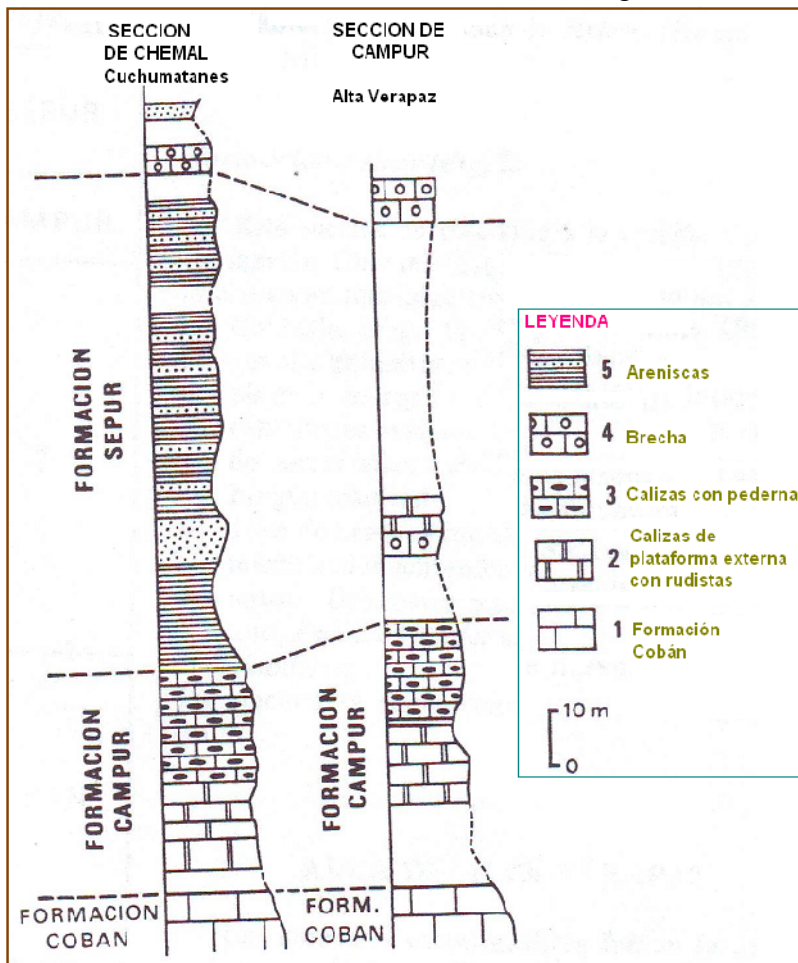 SECCION
DE CHEMAL
Cuchumatanes
SECCION DE
CAMPUR
Alta Verapaz
FORMACION
SEPUR
FORMACION
CAMPUR
FORMACION
COBAN
FORMACION
CAMPUR
FORM.
COBAN
LEYENDA
5 Areniscas
4 Brecha
3 Calizas con pederna
2 Calizas de
plataforma externa
con rudistas
1 Formación
Cobán
10 m
0